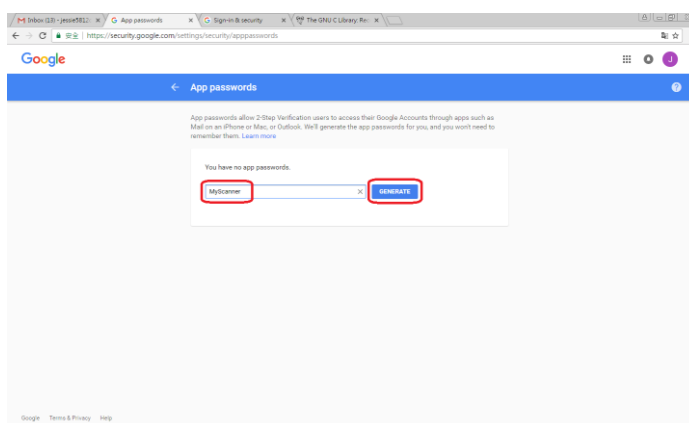 Inbox (13) - jessie5812
App passwords
Sign-in & security
The GNU C Library: Re
安全 | https://security.google.com/settings/security/apppasswords
Google
J
App passwords
App passwords allow 2-Step Verification users to access their Google Accounts through apps such as
Mail on an iPhone or Mac, or Outlook. We'll generate the app passwords for you, and you won't need to
remember them. Learn more
You have no app passwords.
MyScanner
GENERATE
Google Terms & Privacy Help